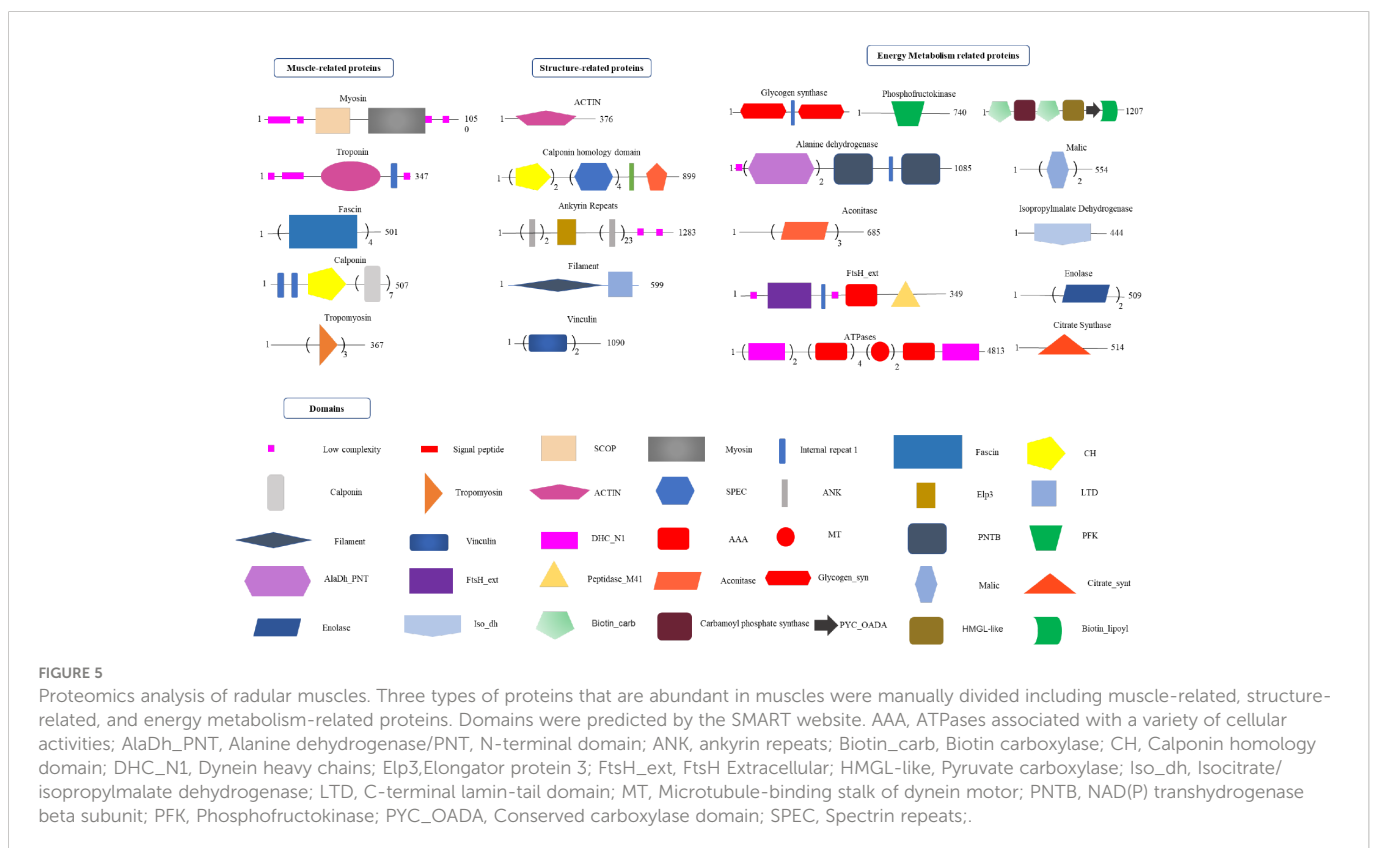 Muscle-related proteins
Myosin
1
105
0
Troponin
1
347
Fascin
1 ( ) 4 501
Calponin
1 ( ) 7 507
Tropomyosin
1 ( ) 3 367
Structure-related proteins
ACTIN
1
376
Calponin homology domain
1 ( ) 2 ( ) 4 899
Ankyrin Repeats
1 ( ) 2 ( ) 23 1283
Filament
1
599
Vinculin
1 ( ) 2 1090
Energy Metabolism related proteins
Glycogen synthase
1
Phosphofructokinase
1
740
1
1207
Alanine dehydrogenase
1 ( ) 2 1085
Malic
1 ( ) 2 554
Aconitase
1 ( ) 3 685
Isopropylmalate Dehydrogenase
1
444
FtsH_ext
1
349
Enolase
1 ( ) 2 509
ATPases
1 ( ) 2 ( ) 4 ( ) 2 4813
Citrate Synthase
1
514
Domains
Low complexity
Signal peptide
SCOP
Myosin
Internal repeat 1
Fascin
CH
Calponin
Tropomyosin
ACTIN
SPEC
ANK
Elp3
LTD
Filament
Vinculin
DHC_N1
AAA
MT
PNTB
PFK
AlaDh_PNT
FtsH_ext
Peptidase_M41
Aconitase
Glycogen_syn
Malic
Citrate_synt
Enolase
Iso_dh
Biotin_carb
Carbamoyl phosphate synthase
PYC_OADA
HMGL-like
Biotin_lipoyl
FIGURE 5
Proteomics analysis of radular muscles. Three types of proteins that are abundant in muscles were manually divided including muscle-related, structure-
related, and energy metabolism-related proteins. Domains were predicted by the SMART website. AAA, ATPases associated with a variety of cellular
activities; AlaDh_PNT, Alanine dehydrogenase/PNT, N-terminal domain; ANK, ankyrin repeats; Biotin_carb, Biotin carboxylase; CH, Calponin homology
domain; DHC_N1, Dynein heavy chains; Elp3,Elongator protein 3; FtsH_ext, FtsH Extracellular; HMGL-like, Pyruvate carboxylase; Iso_dh, Isocitrate/
isopropylmalate dehydrogenase; LTD, C-terminal lamin-tail domain; MT, Microtubule-binding stalk of dynein motor; PNTB, NAD(P) transhydrogenase
beta subunit; PFK, Phosphofructokinase; PYC_OADA, Conserved carboxylase domain; SPEC, Spectrin repeats;.